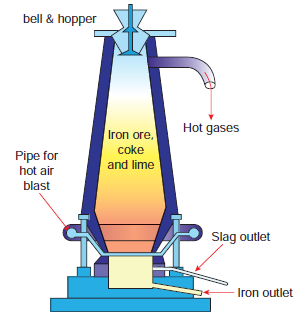 bell & hopper
Hot gases
Iron ore,
coke
and lime
Pipe for
hot air
blast
Slag outlet
Iron outlet